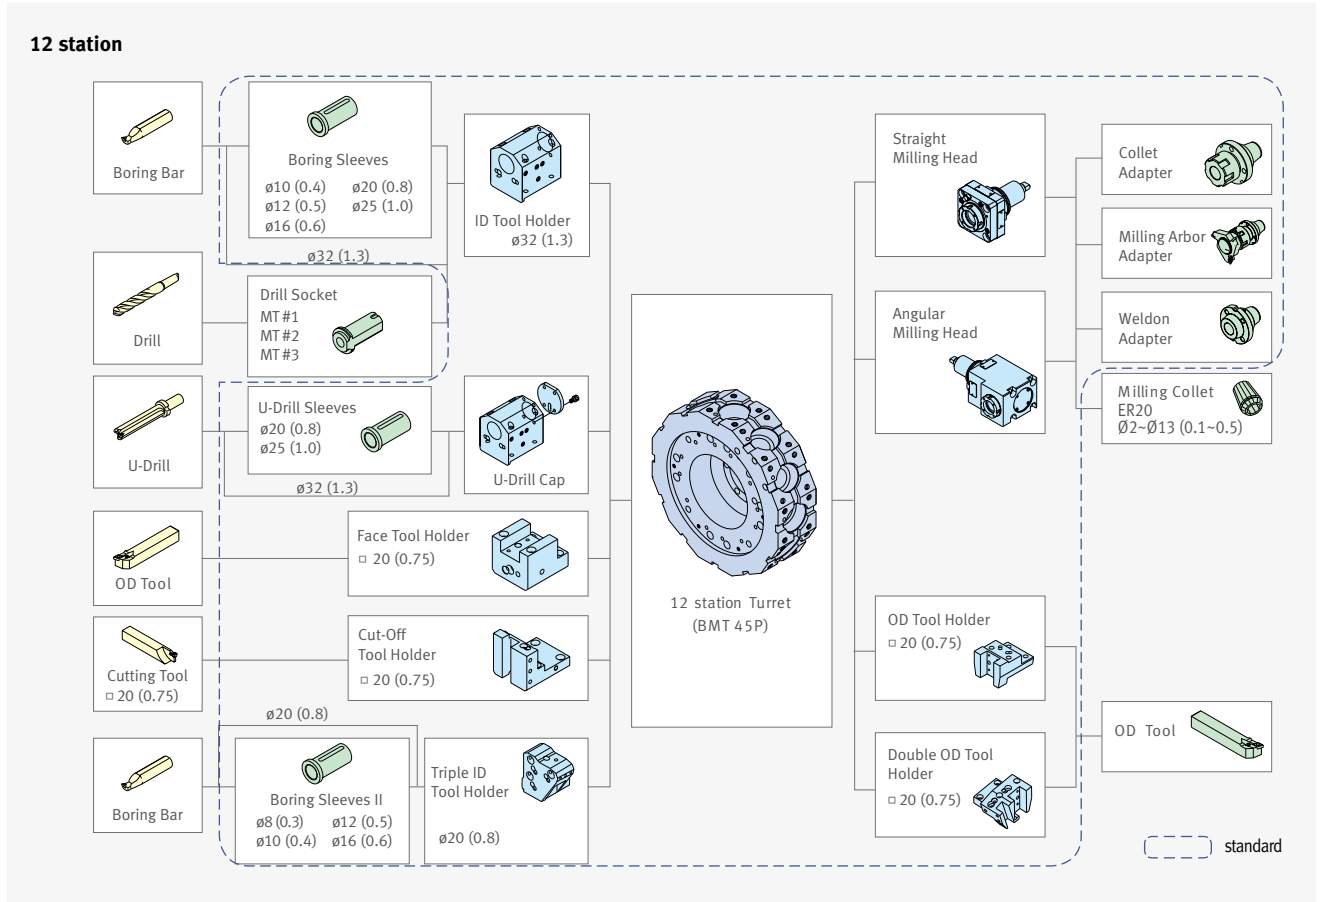 12 station
Boring Bar
Boring Sleeves
ø10 (0.4) ø20 (0.8)
ø12 (0.5) ø25 (1.0)
ø16 (0.6)
ø32 (1.3)
ID Tool Holder
ø32 (1.3)
Drill
Drill Socket
MT #1
MT #2
MT #3
U-Drill
U-Drill Sleeves
ø20 (0.8)
ø25 (1.0)
ø32 (1.3)
U-Drill Cap
OD Tool
Face Tool Holder
□ 20 (0.75)
Cutting Tool
□ 20 (0.75)
Cut-Off
Tool Holder
□ 20 (0.75)
ø20 (0.8)
Boring Bar
Boring Sleeves II
ø8 (0.3) ø12 (0.5)
ø10 (0.4) ø16 (0.6)
Triple ID
Tool Holder
ø20 (0.8)
12 station Turret
(BMT 45P)
Straight
Milling Head
Angular
Milling Head
Collet
Adapter
Milling Arbor
Adapter
Weldon
Adapter
Milling Collet
ER20
Ø2~Ø13 (0.1~0.5)
OD Tool Holder
□ 20 (0.75)
Double OD Tool
Holder
□ 20 (0.75)
OD Tool
standard